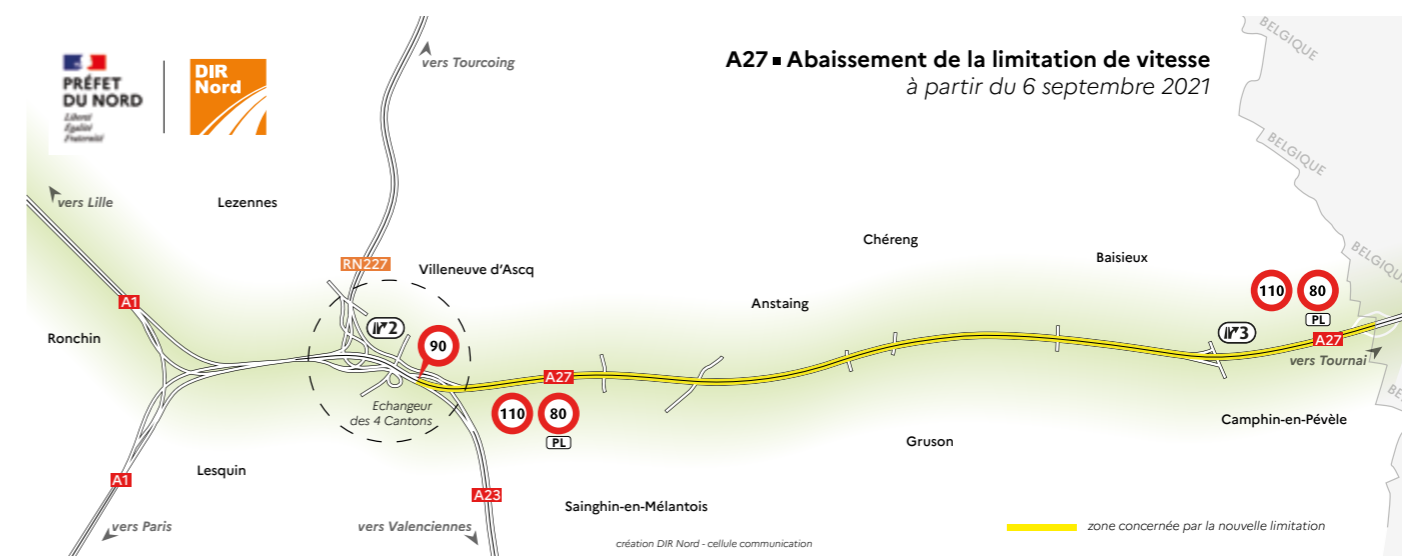 PRÉFET
DU NORD
Liberté
Égalité
Fraternité
DIR
Nord
A27 ▪ Abaissement de la limitation de vitesse
à partir du 6 septembre 2021
BELGIQUE
BELGIQUE
BELGIQUE
vers Tourcoing
vers Lille
Lezennes
RN227
Villeneuve d'Ascq
Chéreng
Baisieux
Anstaing
A1
Ronchin
2
90
110
80
PL
3
A27
vers Tournai
A27
110
80
PL
Echangeur
des 4 Cantons
Camphin-en-Pévèle
Gruson
Lesquin
A1
A23
Sainghin-en-Mélantois
vers Paris
vers Valenciennes
zone concernée par la nouvelle limitation
création DIR Nord - cellule communication